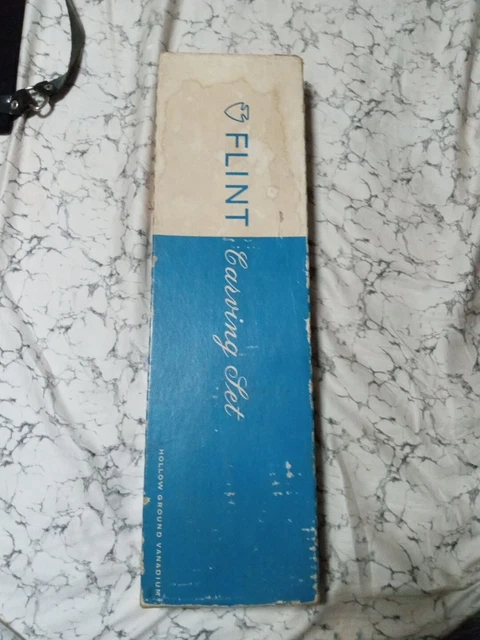 FLINT
Carving Set
HOLLOW GROUND VANADIUM